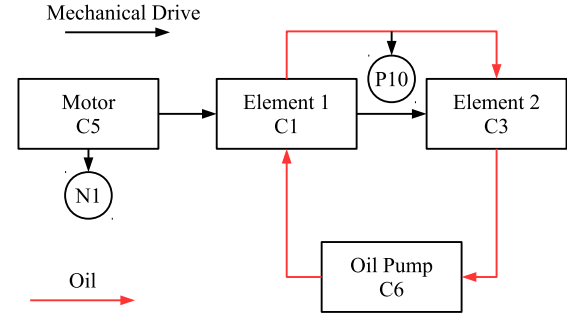 Mechanical Drive
P10
Motor
C5
Element 1
C1
Element 2
C3
N1
Oil Pump
C6
Oil